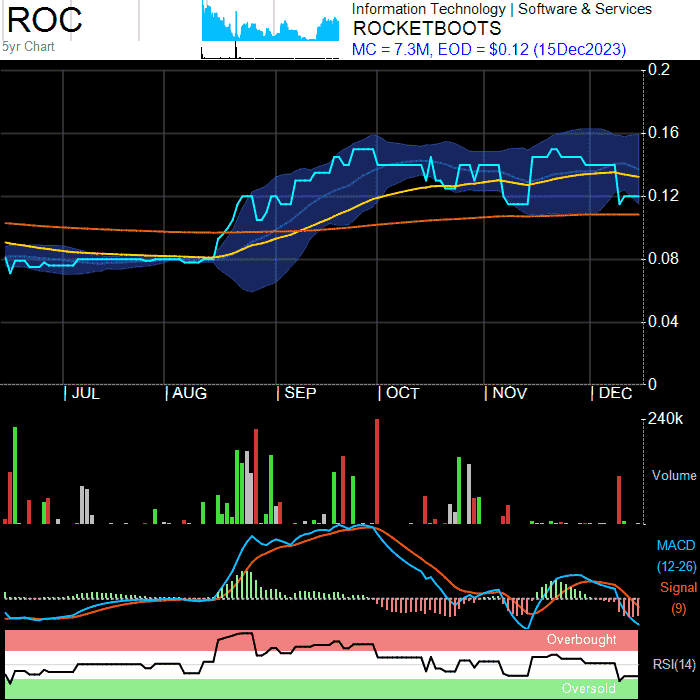 ROC
5yr Chart
Information Technology | Software & Services
ROCKETBOOTS
MC = 7.3M, EOD = $0.12 (15Dec2023)
0.2
0.16
0.12
0.08
0.04
0
| JUL | AUG | SEP | OCT | NOV | DEC
240k
Volume
MACD
(12-26)
Signal
(9)
Overbought
RSI(14)
Oversold